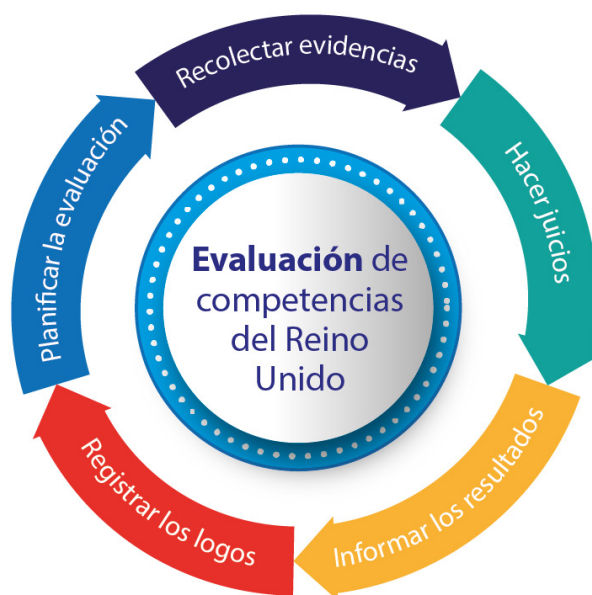 Recolectar evidencias
Hacer juicios
Informar los resultados
Registrar los logos
Planificar la evaluación
Evaluación de
competencias
del Reino
Unido